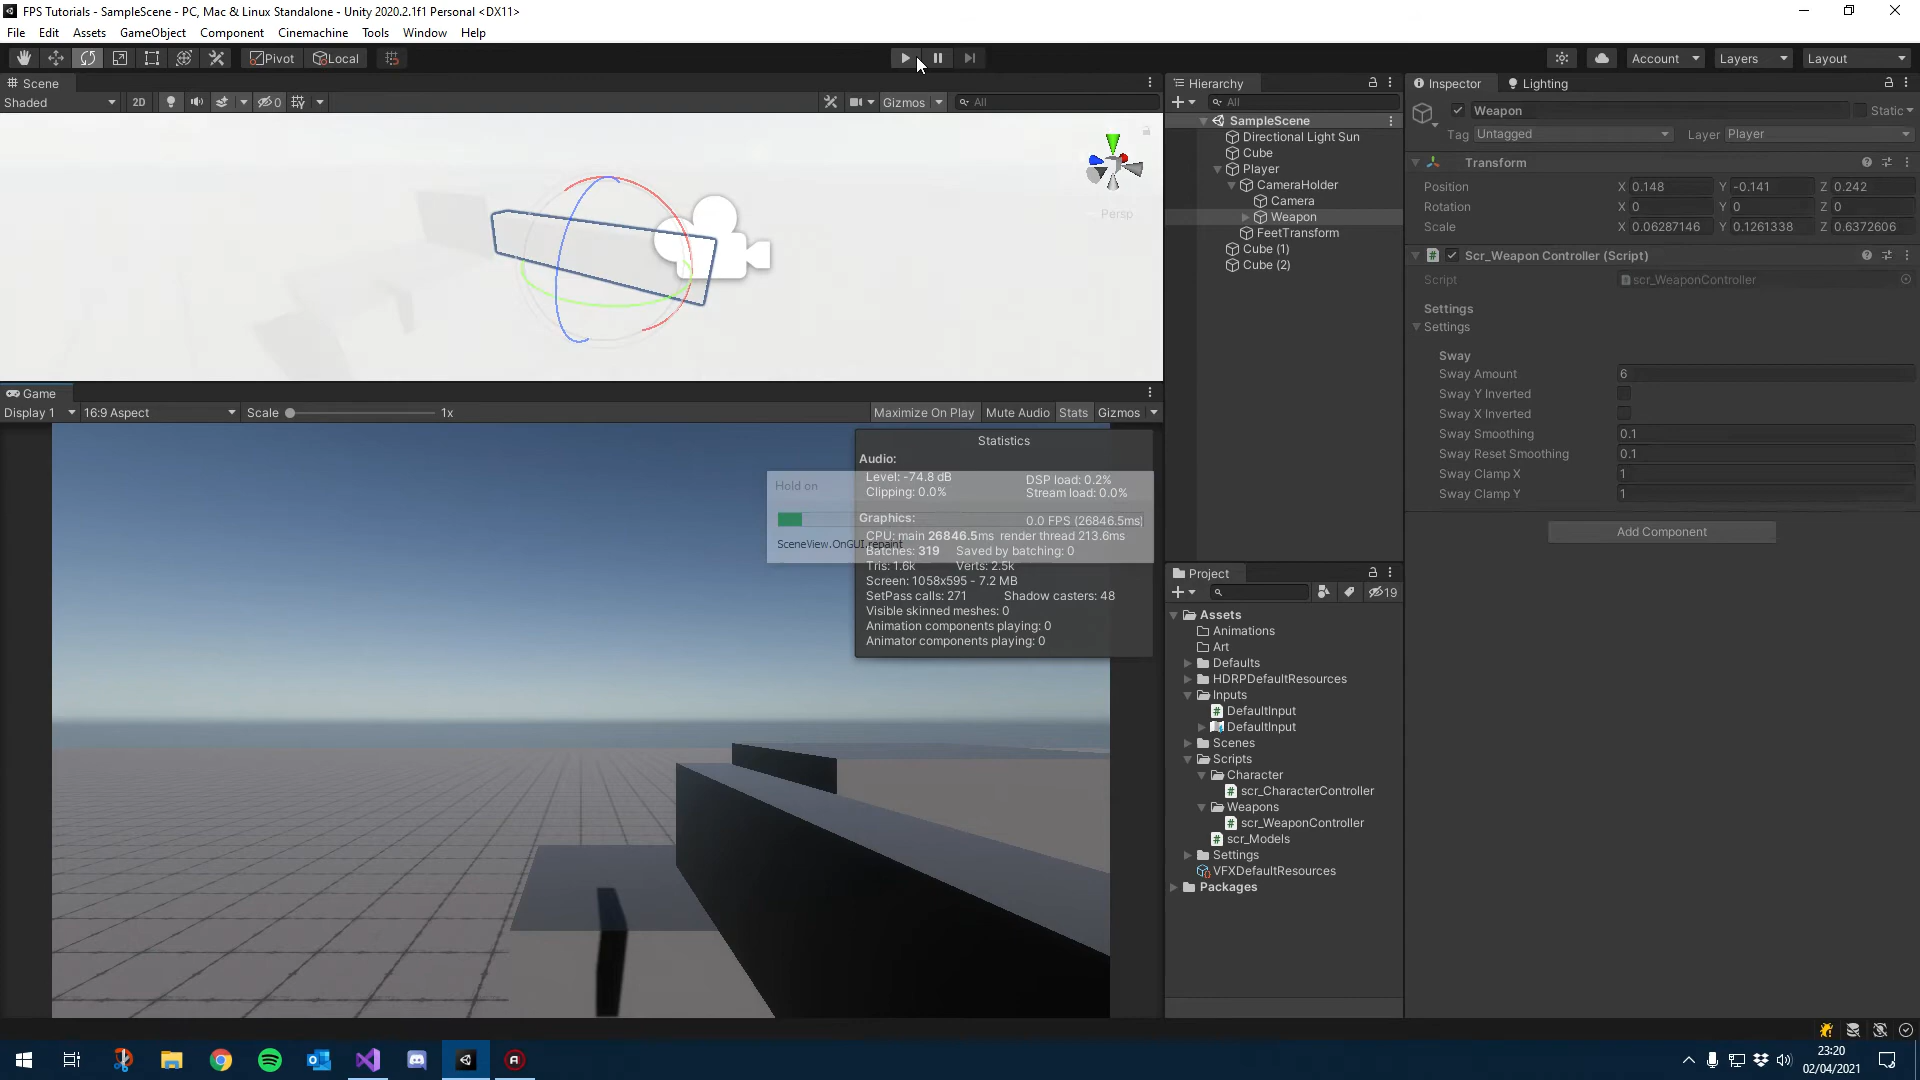 FPS Tutorials - SampleScene - PC, Mac & Linux Standalone - Unity 2020.2.1f1 Personal <DX11>
File Edit Assets GameObject Component Cinemachine Tools Window Help
Pivot Local Account Layers Layout
Scene
Shaded 2D 0 Gizmos All
Persp
Game
Display 1 16:9 Aspect Scale 1x Maximize On Play Mute Audio Stats Gizmos
Statistics
Audio:
Level: -74.8 dB DSP load: 0.2%
Clipping: 0.0% Stream load: 0.0%
Hold on
Graphics: 0.0 FPS (26846.5ms)
CPU: main 26846.5ms render thread 213.6ms
SceneView.OnGUI.repaint
Batches: 319 Saved by batching: 0
Tris: 1.6k Verts: 2.5k
Screen: 1058x595 - 7.2 MB
SetPass calls: 271 Shadow casters: 48
Visible skinned meshes: 0
Animation components playing: 0
Animator components playing: 0
Hierarchy
All
SampleScene
Directional Light Sun
Cube
Player
CameraHolder
Camera
Weapon
FeetTransform
Cube (1)
Cube (2)
Project
19
Assets
Animations
Art
Defaults
HDRPDefaultResources
Inputs
DefaultInput
DefaultInput
Scenes
Scripts
Character
scr_CharacterController
Weapons
scr_WeaponController
scr_Models
Settings
VFXDefaultResources
Packages
Inspector Lighting
Weapon Static
Tag Untagged Layer Player
Transform
Position X 0.148 Y -0.141 Z 0.242
Rotation X 0 Y 0 Z 0
Scale X 0.06287146 Y 0.1261338 Z 0.6372606
Scr_Weapon Controller (Script)
Script scr_WeaponController
Settings
Settings
Sway
Sway Amount 6
Sway Y Inverted
Sway X Inverted
Sway Smoothing 0.1
Sway Reset Smoothing 0.1
Sway Clamp X 1
Sway Clamp Y 1
Add Component
23:20
02/04/2021